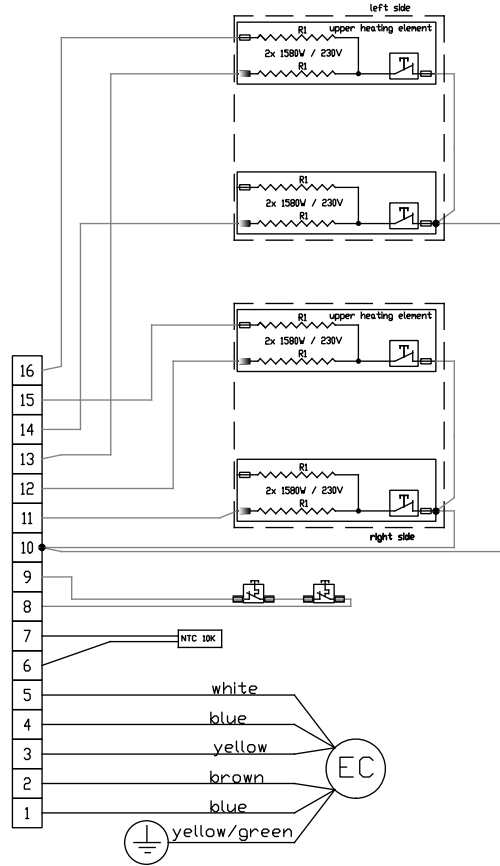 left side
upper heating element
R1
2x 1580W / 230V
R1
R1
2x 1580W / 230V
R1
upper heating element
R1
2x 1580W / 230V
R1
R1
2x 1580W / 230V
R1
right side
16
15
14
13
12
11
10
9
8
7
NTC 10K
6
5
white
4
blue
3
yellow
EC
2
brown
1
blue
yellow/green